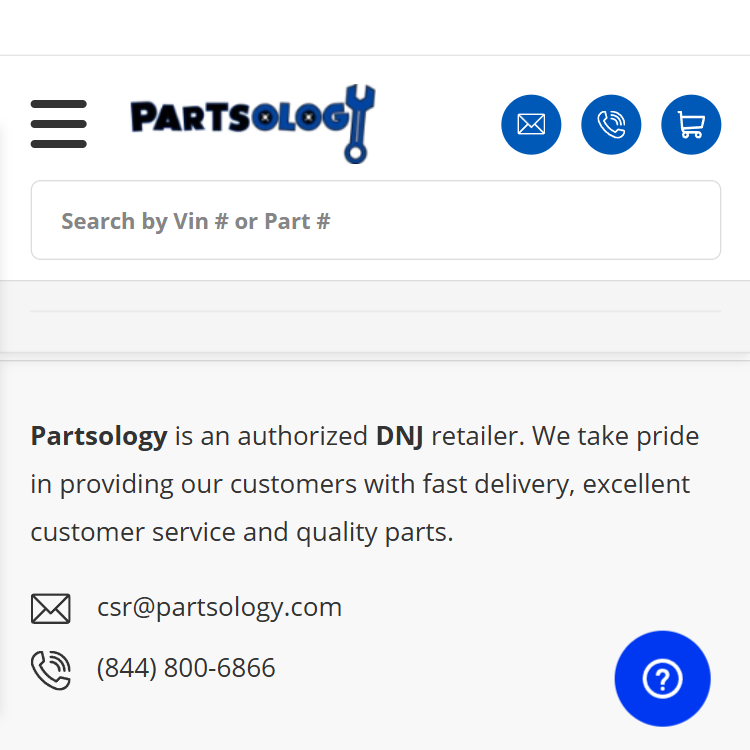 PARTSOLOGY
Search by Vin # or Part #
Partsology is an authorized DNJ retailer. We take pride
in providing our customers with fast delivery, excellent
customer service and quality parts.
csr@partsology.com
(844) 800-6866
?